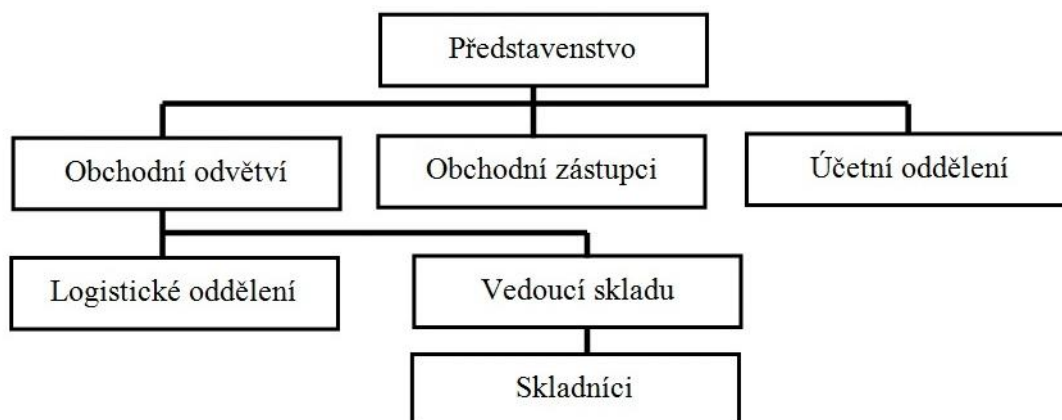 Představenstvo
Obchodní odvětví
Obchodní zástupci
Účetní oddělení
Logistické oddělení
Vedoucí skladu
Skladníci